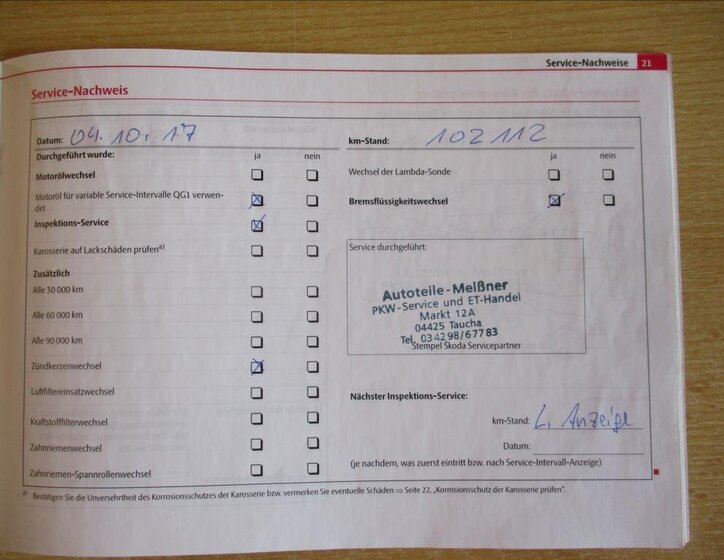 Service-Nachweise 21
Service-Nachweis
Datum: 04.10.17
km-Stand: 102112
Durchgeführt wurde: ja nein
ja nein
Motorölwechsel
Wechsel der Lambda-Sonde
Motoröl für variable Service-Intervalle QG1 verwen-
det
Bremsflüssigkeitswechsel
Inspektions-Service
Karosserie auf Lackschäden prüfen a)
Service durchgeführt:
Zusätzlich
Alle 30 000 km
Alle 60 000 km
Alle 90 000 km
Zündkerzenwechsel
Luftfiltereinsatzwechsel
Kraftstofffilterwechsel
Zahnriemenwechsel
Zahnriemen-Spannrollenwechsel
Autoteile-Meißner
PKW-Service und ET-Handel
Markt 12A
04425 Taucha
Tel. 034298/67783
Stempel Škoda Servicepartner
Nächster Inspektions-Service:
km-Stand: L. Anzeige
Datum:
(je nachdem, was zuerst eintritt bzw. nach Service-Intervall-Anzeige)
a) Bestätigen Sie die Unversehrtheit des Korrosionsschutzes der Karosserie bzw. vermerken Sie eventuelle Schäden ⇒ Seite 22, „Korrosionsschutz der Karosserie prüfen“.